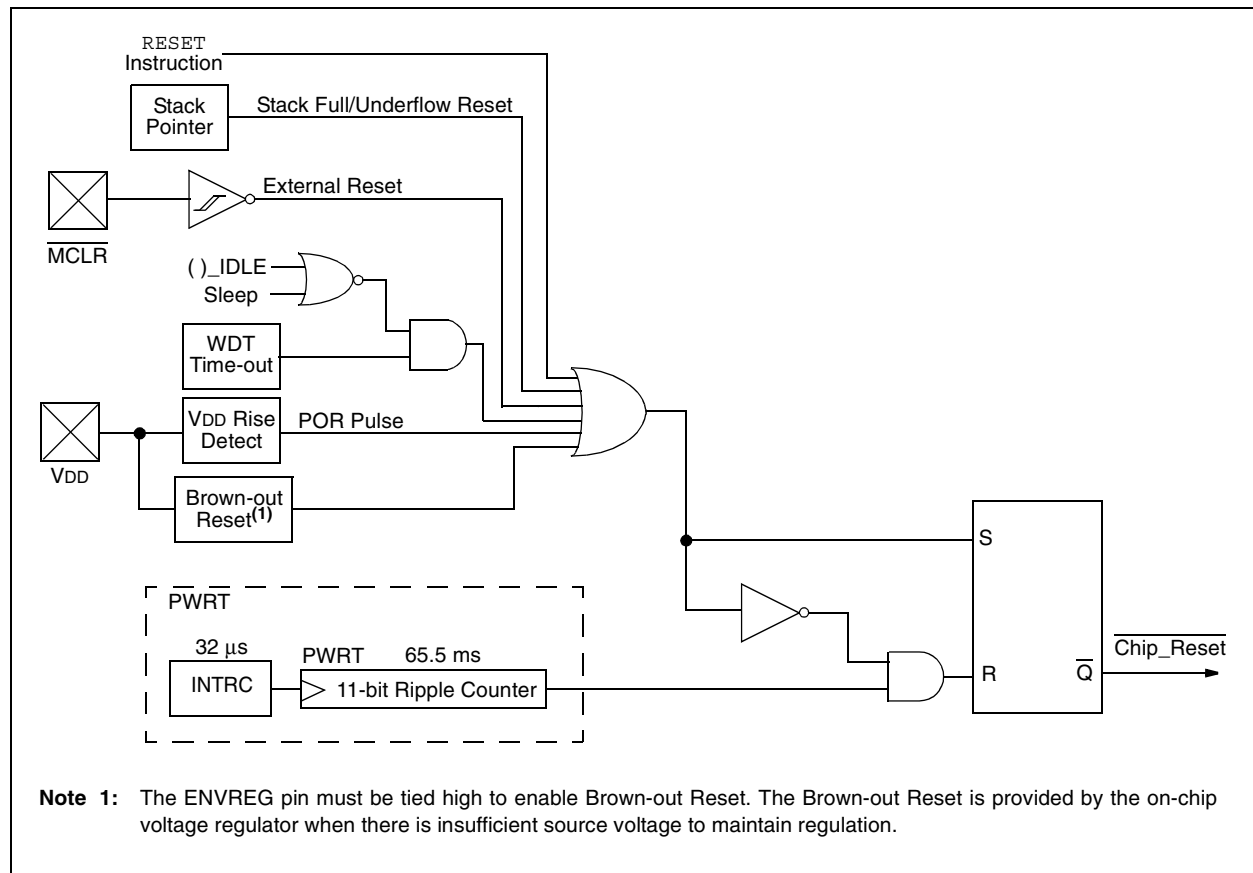 RESET
Instruction
Stack
Pointer
Stack Full/Underflow Reset
External Reset
MCLR
( )_IDLE
Sleep
WDT
Time-out
VDD Rise
Detect
POR Pulse
VDD
Brown-out
Reset(1)
PWRT
32 μs
PWRT
65.5 ms
INTRC
11-bit Ripple Counter
S
R
Q
Chip_Reset
Note 1: The ENVREG pin must be tied high to enable Brown-out Reset. The Brown-out Reset is provided by the on-chip
voltage regulator when there is insufficient source voltage to maintain regulation.